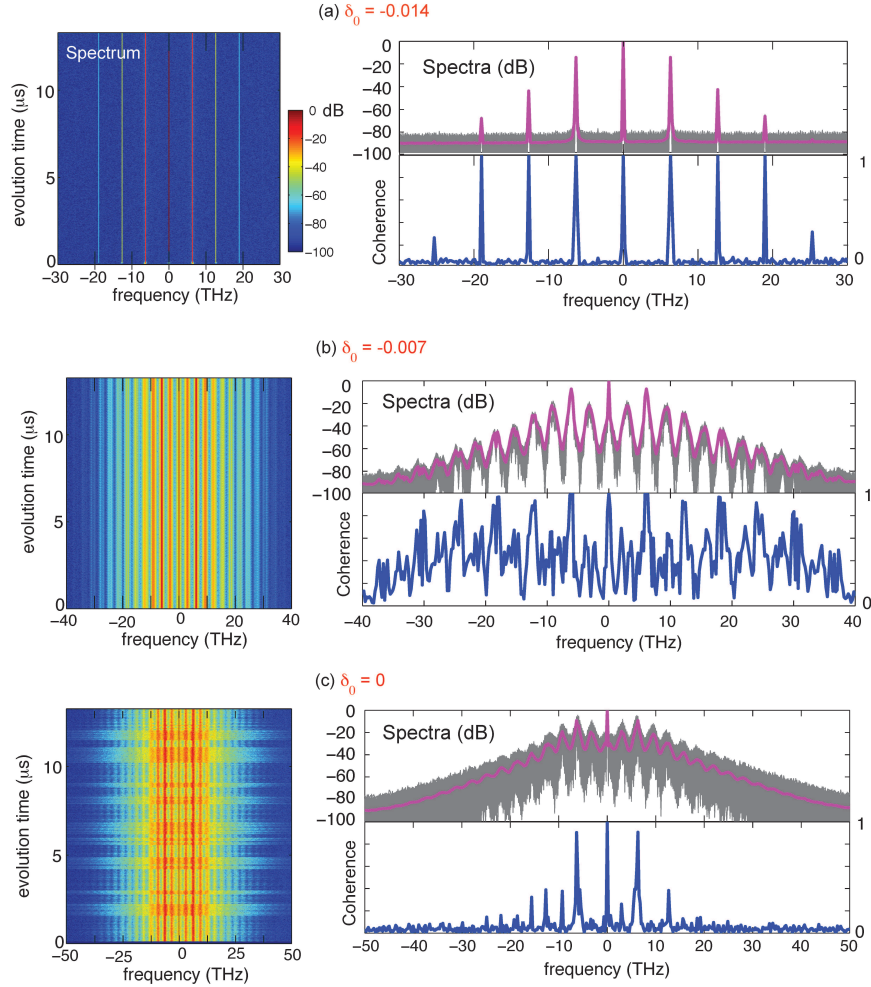 (a) δ₀ = -0.014
Spectrum
evolution time (μs)
10
5
0
−30 −20 −10 0 10 20 30
frequency (THz)
0 dB
−20
−40
−60
−80
−100
Spectra (dB)
0
−20
−40
−60
−80
−100
Coherence
1
0
−30 −20 −10 0 10 20 30
frequency (THz)
(b) δ₀ = -0.007
evolution time (μs)
10
5
0
−40 −20 0 20 40
frequency (THz)
Spectra (dB)
0
−20
−40
−60
−80
−100
Coherence
1
0
−40 −30 −20 −10 0 10 20 30 40
frequency (THz)
(c) δ₀ = 0
evolution time (μs)
10
5
0
−50 −25 0 25 50
frequency (THz)
Spectra (dB)
0
−20
−40
−60
−80
−100
Coherence
1
0
−50 −40 −30 −20 −10 0 10 20 30 40 50
frequency (THz)